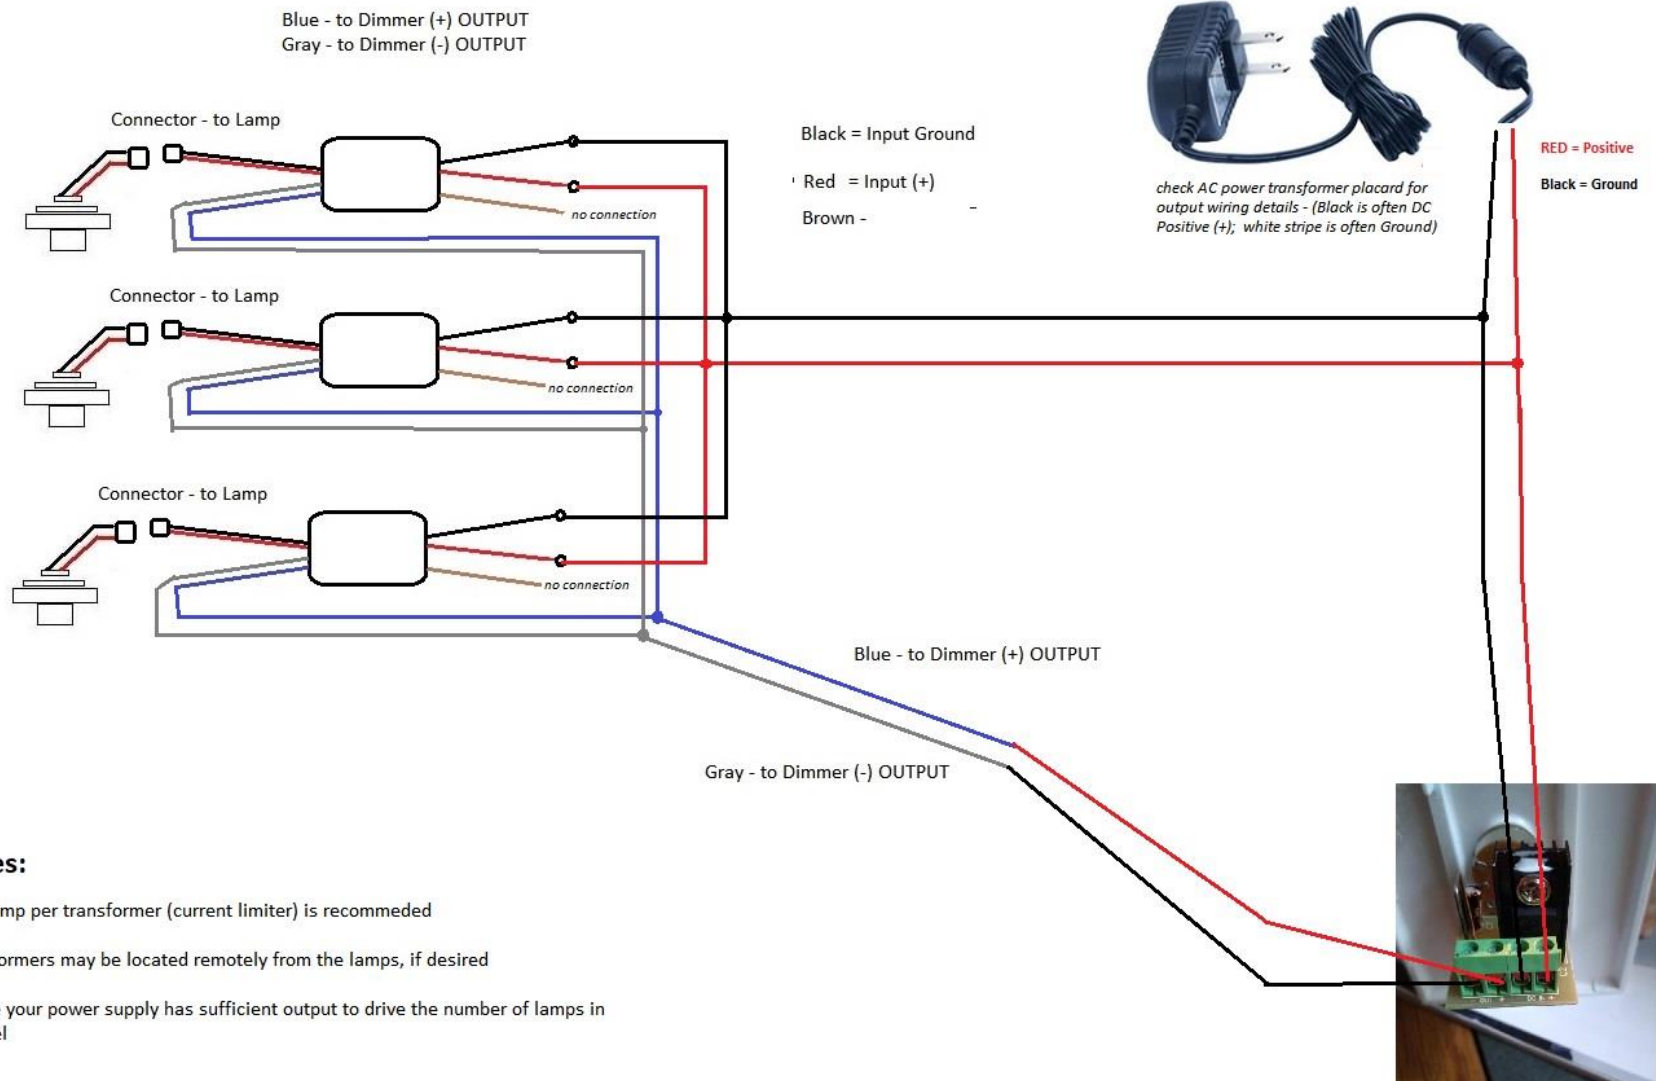 Blue - to Dimmer (+) OUTPUT
Gray - to Dimmer (-) OUTPUT
Connector - to Lamp
no connection
Black = Input Ground
Red = Input (+)
Brown -
check AC power transformer placard for
output wiring details - (Black is often DC
Positive (+); white stripe is often Ground)
RED = Positive
Black = Ground
Connector - to Lamp
no connection
Connector - to Lamp
no connection
Blue - to Dimmer (+) OUTPUT
Gray - to Dimmer (-) OUTPUT
es:
mp per transformer (current limiter) is recommeded
ormers may be located remotely from the lamps, if desired
your power supply has sufficient output to drive the number of lamps in
el